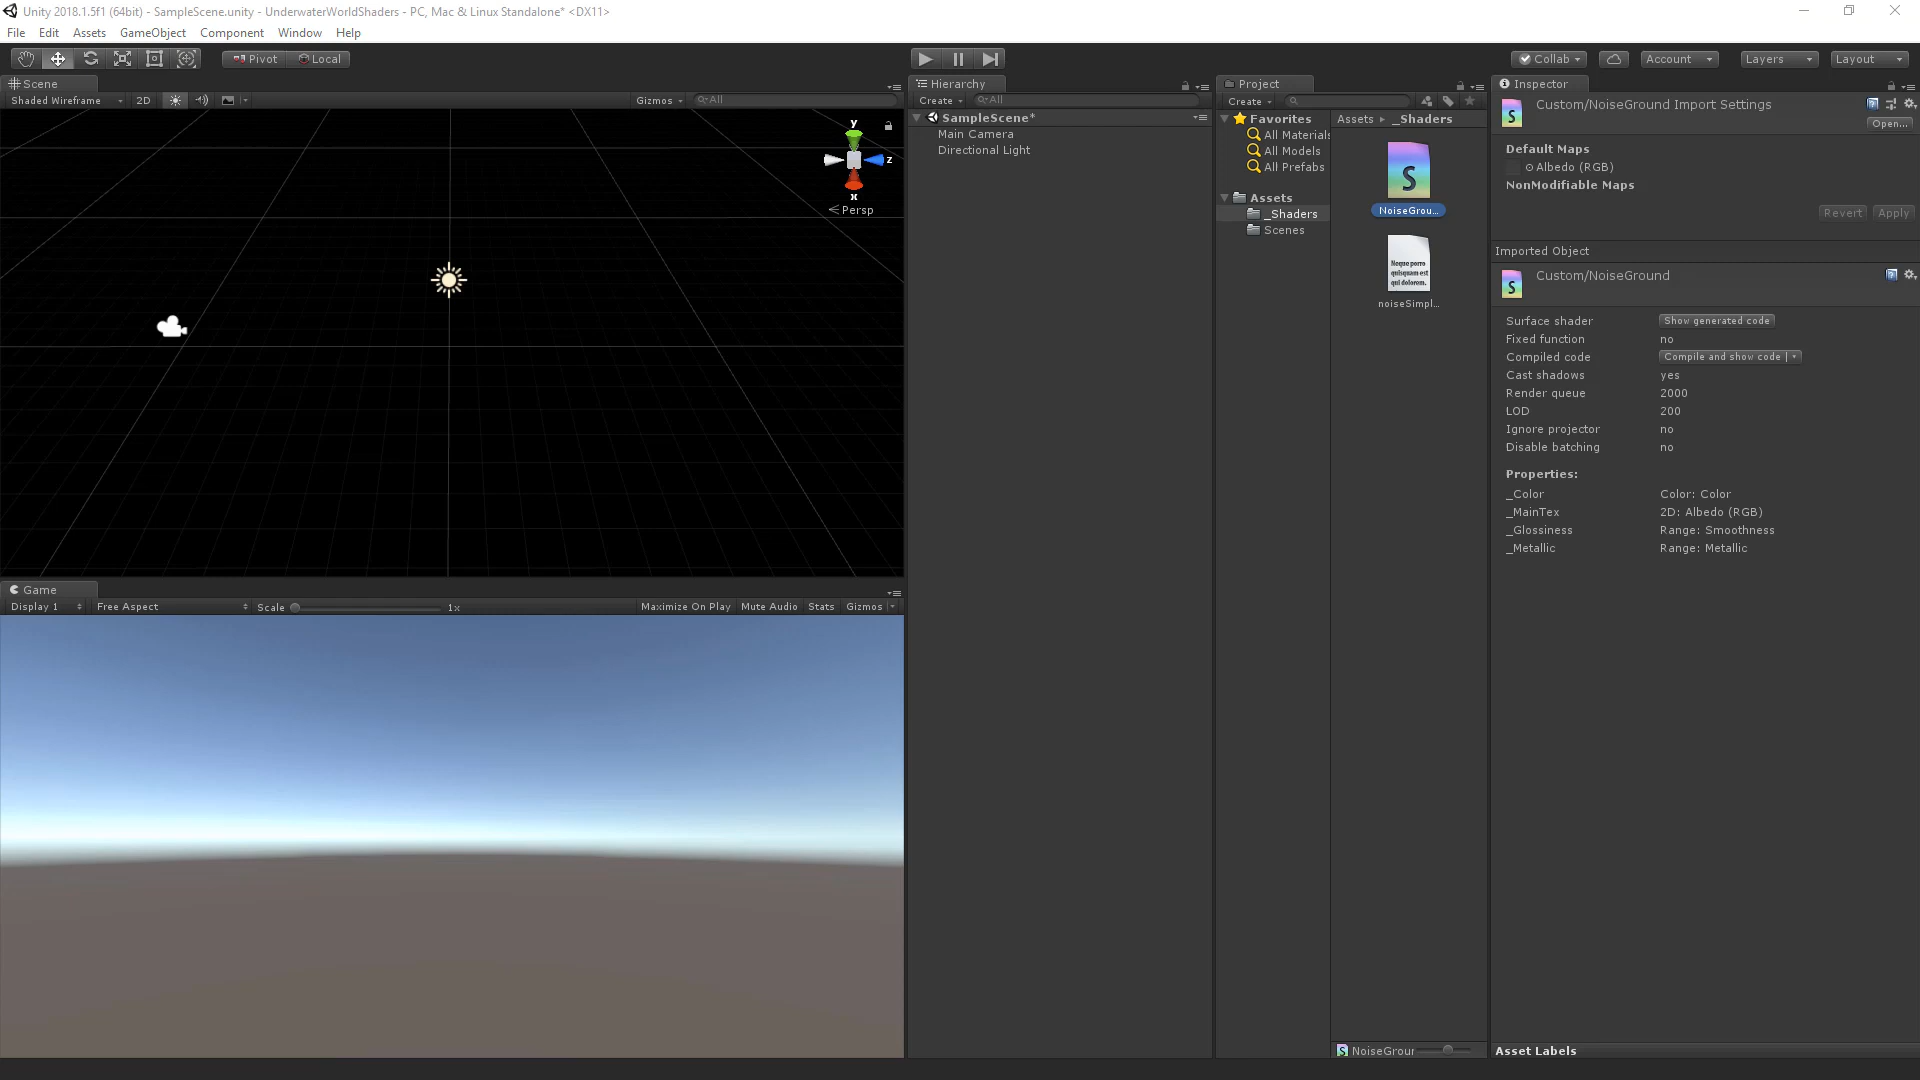 Unity 2018.1.5f1 (64bit) - SampleScene.unity - UnderwaterWorldShaders - PC, Mac & Linux Standalone* <DX11>
File Edit Assets GameObject Component Window Help
Pivot Local
Collab Account Layers Layout
Scene
Shaded Wireframe 2D Gizmos All
y
z
x
Persp
Game
Display 1 Free Aspect Scale 1x Maximize On Play Mute Audio Stats Gizmos
Hierarchy
Create All
SampleScene*
Main Camera
Directional Light
Project
Create
Favorites
All Materials
All Models
All Prefabs
Assets
_Shaders
Scenes
Assets _Shaders
S
NoiseGrou...
Neque porro
quisquam est
qui dolorem.
noiseSimpl...
NoiseGrour
Inspector
Custom/NoiseGround Import Settings
S
Open...
Default Maps
Albedo (RGB)
NonModifiable Maps
Revert Apply
Imported Object
Custom/NoiseGround
S
Surface shader Show generated code
Fixed function no
Compiled code Compile and show code
Cast shadows yes
Render queue 2000
LOD 200
Ignore projector no
Disable batching no
Properties:
_Color Color: Color
_MainTex 2D: Albedo (RGB)
_Glossiness Range: Smoothness
_Metallic Range: Metallic
Asset Labels